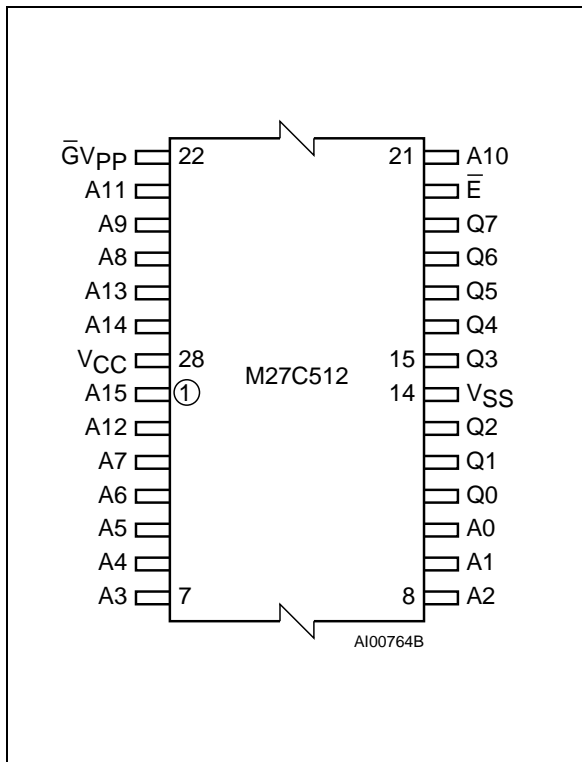 G̅VPP 22 21 A10
A11 E̅
A9 Q7
A8 Q6
A13 Q5
A14 Q4
VCC 28 15 Q3
M27C512
A15 1 14 VSS
A12 Q2
A7 Q1
A6 Q0
A5 A0
A4 A1
A3 7 8 A2
AI00764B